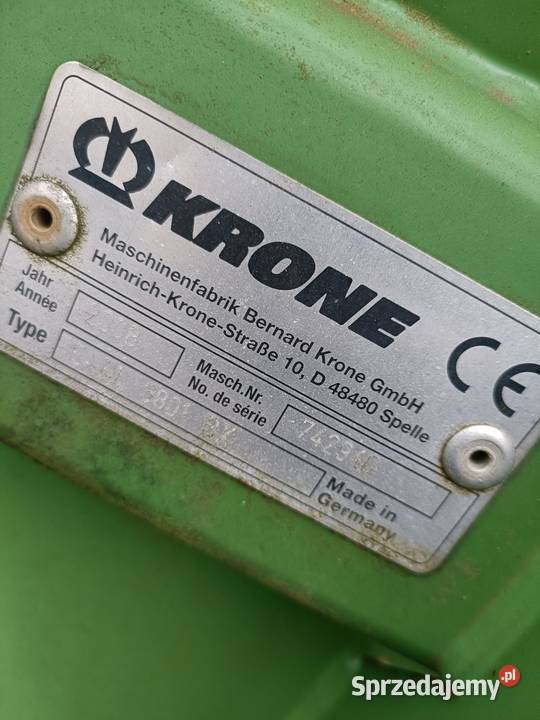 KRONE
Maschinenfabrik Bernard Krone GmbH
Heinrich-Krone-Straße 10, D 48480 Spelle
CE
Jahr
Année
Masch.Nr.
No. de série
Type
Made in
Germany
Sprzedajemy.pl